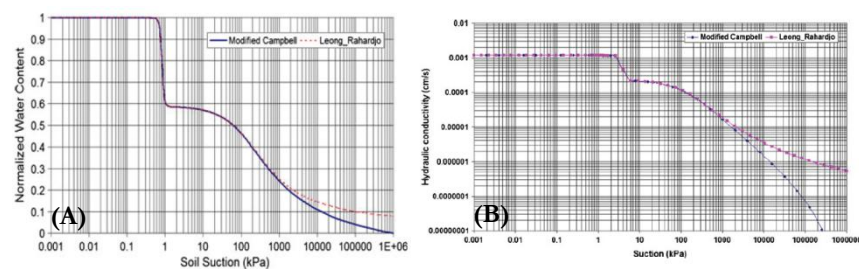 1
0.9
0.8
0.7
0.6
0.5
0.4
0.3
0.2
0.1
0
Normalized Water Content
Modified Campbell
Leong_Rahardjo
(A)
0.001 0.01 0.1 1 10 100 1000 10000 100000 1E+06
Soil Suction (kPa)
0.01
0.001
0.0001
0.000001
0.0000001
0.00000001
Hydraulic conductivity (cm/s)
Modified Campbell
Leong_Rahardjo
(B)
0.001 0.01 0.1 1 10 100 1000 10000 100000 1000000
Suction (kPa)